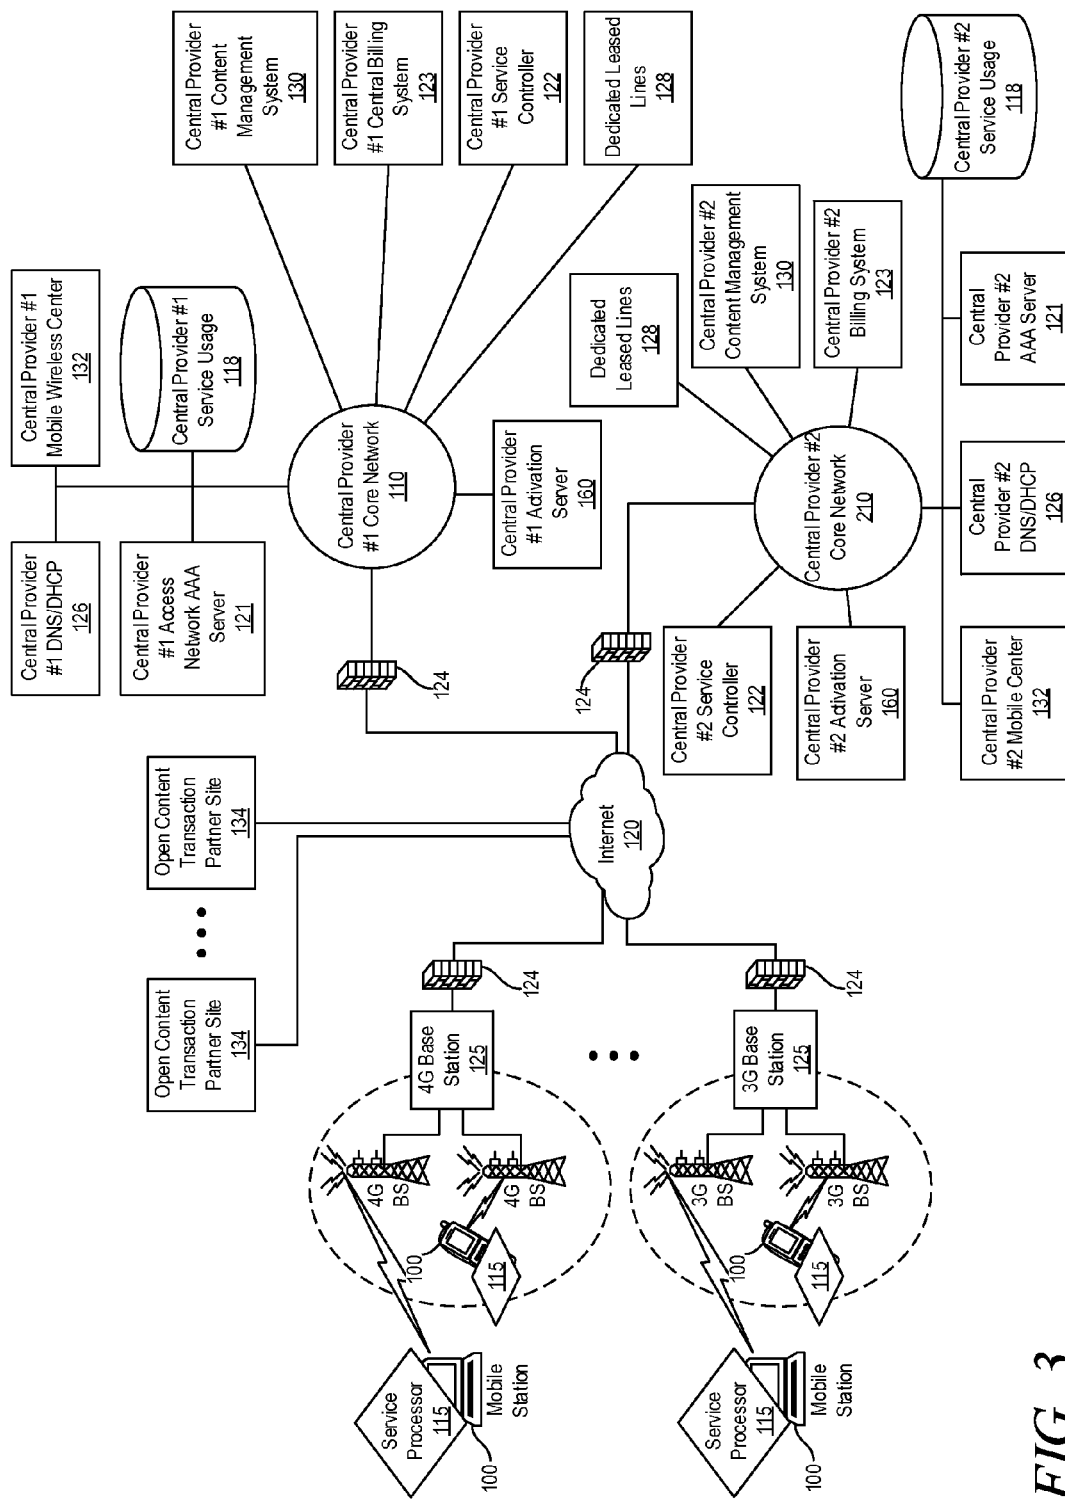 Central Provider #1
Mobile Wireless Center
132
Central Provider
#1 DNS/DHCP
126
Central Provider #1
Service Usage
118
Central Provider
#1 Access
Network AAA
Server
121
Central Provider
#1 Content
Management
System
130
Central Provider
#1 Central Billing
System
123
Central Provider
#1 Service
Controller
122
Dedicated Leased
Lines
128
Central Provider
#1 Core Network
110
Central Provider
#1 Activation
Server
160
124
Open Content
Transaction
Partner Site
134
Open Content
Transaction
Partner Site
134
Internet
120
124
Dedicated
Leased Lines
128
Central Provider #2
Content Management
System
130
Central Provider #2
Billing System
123
Central Provider #2
Core Network
210
Central Provider
#2 Service
Controller
122
Central Provider
#2 Activation
Server
160
Central Provider #2
Service Usage
118
Central
Provider #2
AAA Server
121
Central
Provider #2
DNS/DHCP
126
Central Provider
#2 Mobile Center
132
4G Base
Station
125
124
4G
BS
4G
BS
100
115
Service
Processor
115
Mobile
Station
100
3G Base
Station
125
124
3G
BS
3G
BS
100
115
Service
Processor
115
Mobile
Station
100
FIG. 3